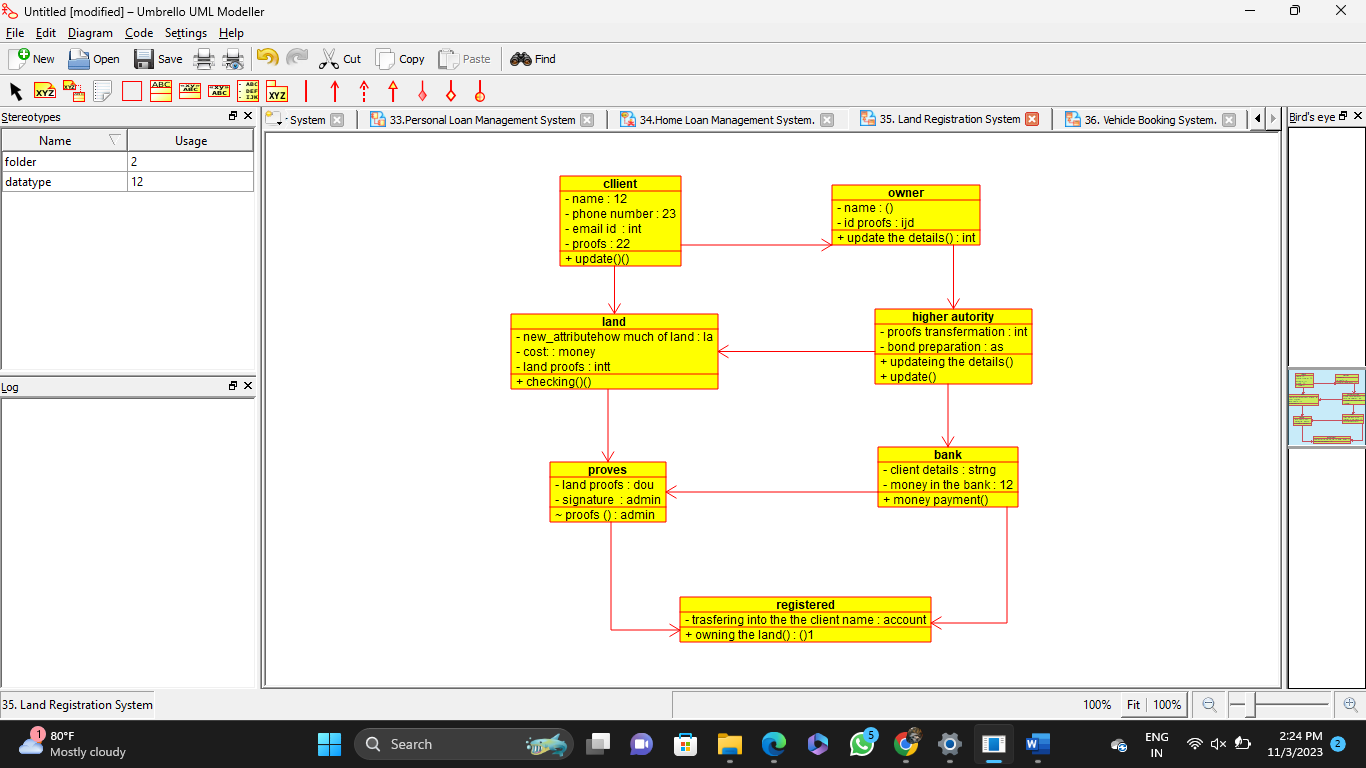 Untitled [modified] – Umbrello UML Modeller
File Edit Diagram Code Settings Help
New Open Save Cut Copy Paste Find
Stereotypes
Name Usage
folder 2
datatype 12
Log
· System
33.Personal Loan Management System
34.Home Loan Management System.
35. Land Registration System
36. Vehicle Booking System.
Bird's eye
cllient
- name : 12
- phone number : 23
- email id : int
- proofs : 22
+ update()()
owner
- name : ()
- id proofs : ijd
+ update the details() : int
land
- new_attributehow much of land : la
- cost: : money
- land proofs : intt
+ checking()()
higher autority
- proofs transfermation : int
- bond preparation : as
+ updateing the details()
+ update()
proves
- land proofs : dou
- signature : admin
~ proofs () : admin
bank
- client details : strng
- money in the bank : 12
+ money payment()
registered
- trasfering into the the client name : account
+ owning the land() : ()1
35. Land Registration System
100% Fit 100%
1
80°F
Mostly cloudy
Search
5
ENG
IN
2:24 PM
11/3/2023
2